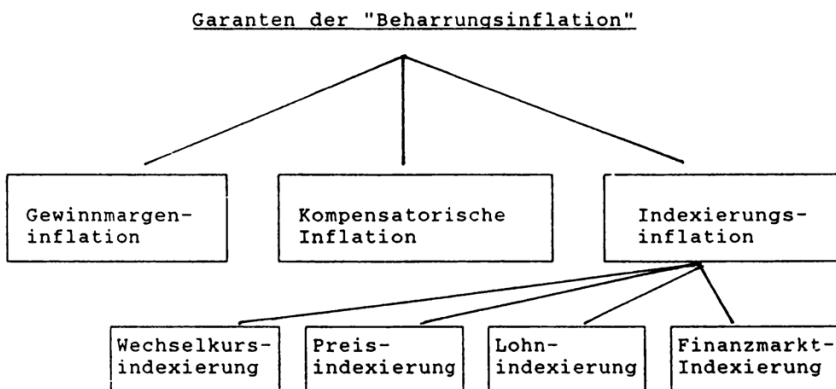 Garanten der "Beharrungsinflation"
Gewinnmargen-
inflation
Kompensatorische
Inflation
Indexierungs-
inflation
Wechselkurs-
indexierung
Preis-
indexierung
Lohn-
indexierung
Finanzmarkt-
Indexierung